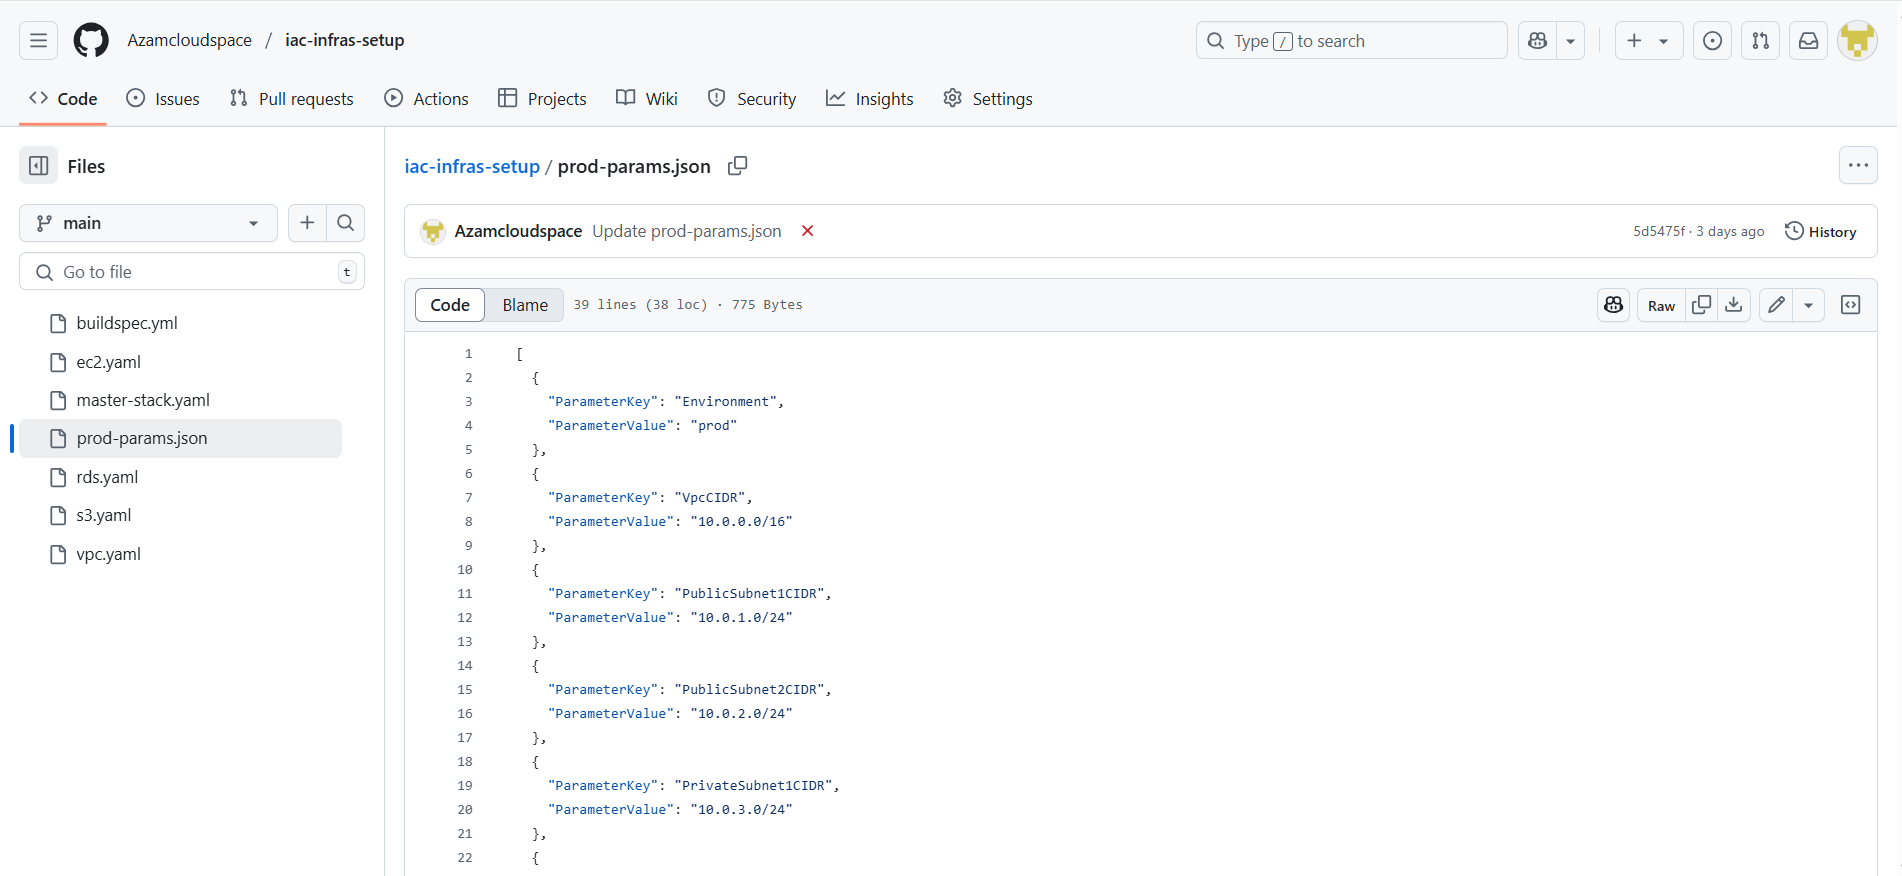 Azamcloudspace / iac-infras-setup
Type / to search
Code Issues Pull requests Actions Projects Wiki Security Insights Settings
Files
main
Go to file t
buildspec.yml
ec2.yaml
master-stack.yaml
prod-params.json
rds.yaml
s3.yaml
vpc.yaml
iac-infras-setup / prod-params.json
Azamcloudspace Update prod-params.json 5d5475f · 3 days ago History
Code Blame 39 lines (38 loc) · 775 Bytes Raw
1 [
2 {
3 "ParameterKey": "Environment",
4 "ParameterValue": "prod"
5 },
6 {
7 "ParameterKey": "VpcCIDR",
8 "ParameterValue": "10.0.0.0/16"
9 },
10 {
11 "ParameterKey": "PublicSubnet1CIDR",
12 "ParameterValue": "10.0.1.0/24"
13 },
14 {
15 "ParameterKey": "PublicSubnet2CIDR",
16 "ParameterValue": "10.0.2.0/24"
17 },
18 {
19 "ParameterKey": "PrivateSubnet1CIDR",
20 "ParameterValue": "10.0.3.0/24"
21 },
22 {